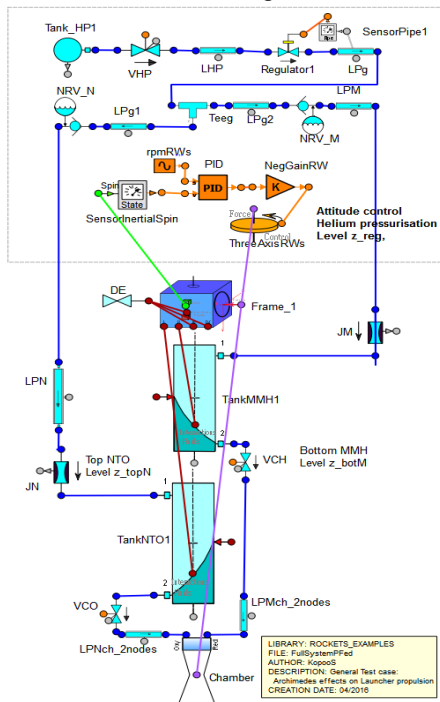 Tank_HP1
SensorPipe1
VHP
LHP
Regulator1
LPg
NRV_N
LPg1
Teeg
LPg2
LPM
NRV_M
rpmRWs
PID
NegGainRW
Spin
State
PID
K
SensorInertialSpin
Force
Control
ThreeAxisRWs
Attitude control
Helium pressurisation
Level z_reg,
DE
Frame_1
JM
1
LPN
TankMMH1
2
Top NTO
Level z_topN
JN
VCH
Bottom MMH
Level z_botM
1
TankNTO1
2
VCO
LPMch_2nodes
LPNch_2nodes
Oxy
Red
Chamber
LIBRARY: ROCKETS_EXAMPLES
FILE: FullSystemPFed
AUTHOR: KopooS
DESCRIPTION: General Test case:
Archimedes effects on Launcher propulsion
CREATION DATE: 04/2016